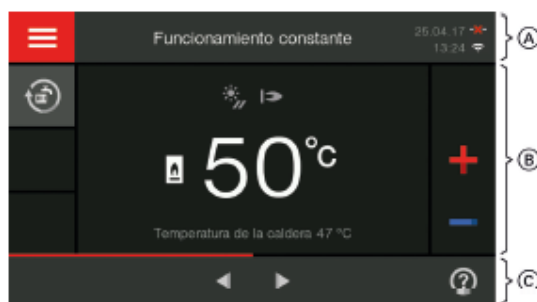 Funcionamiento constante
25.04.17
13:24
A
B
50°C
Temperatura de la caldera 47 °C
C